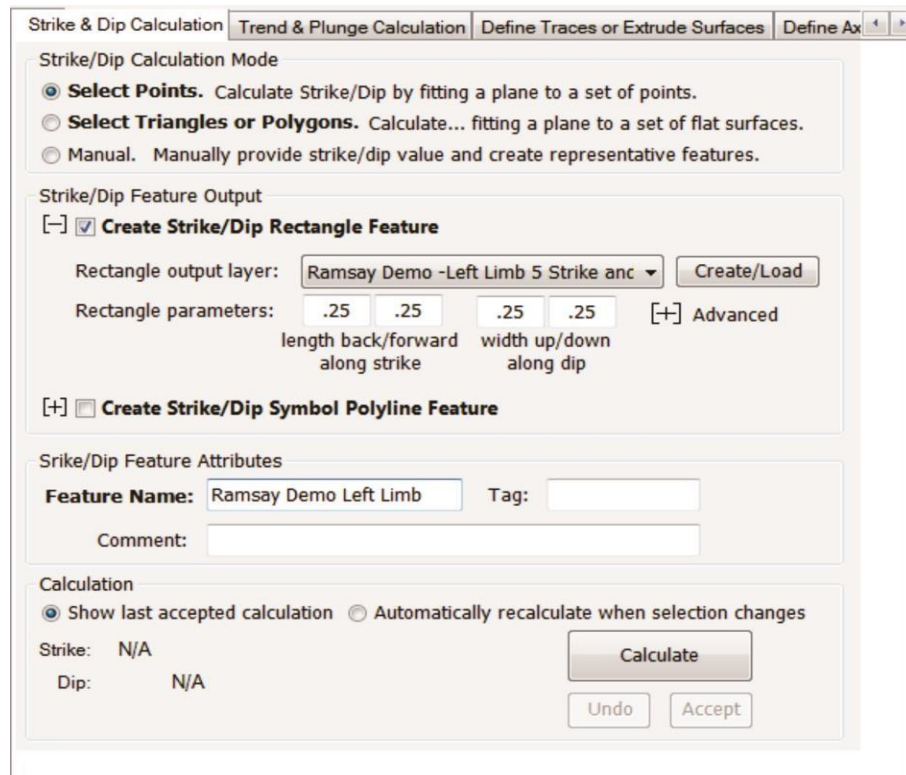 Strike & Dip Calculation Trend & Plunge Calculation Define Traces or Extrude Surfaces Define Ax
Strike/Dip Calculation Mode
Select Points. Calculate Strike/Dip by fitting a plane to a set of points.
Select Triangles or Polygons. Calculate... fitting a plane to a set of flat surfaces.
Manual. Manually provide strike/dip value and create representative features.
Strike/Dip Feature Output
[−] Create Strike/Dip Rectangle Feature
Rectangle output layer: Ramsay Demo -Left Limb 5 Strike anc Create/Load
Rectangle parameters: .25 .25 .25 .25 [+] Advanced
length back/forward width up/down
along strike along dip
[+] Create Strike/Dip Symbol Polyline Feature
Srike/Dip Feature Attributes
Feature Name: Ramsay Demo Left Limb Tag:
Comment:
Calculation
Show last accepted calculation Automatically recalculate when selection changes
Strike: N/A Calculate
Dip: N/A
Undo Accept